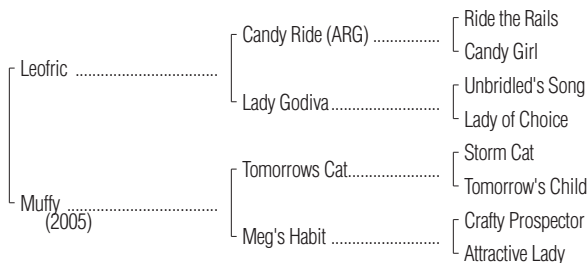 Ride the Rails
Candy Ride (ARG) ..................
Candy Girl
Leofric ................................
Unbridled's Song
Lady Godiva..........................
Lady of Choice
Storm Cat
Tomorrows Cat.....................
Tomorrow's Child
Muffy .................................
(2005)
Crafty Prospector
Meg's Habit ..........................
Attractive Lady